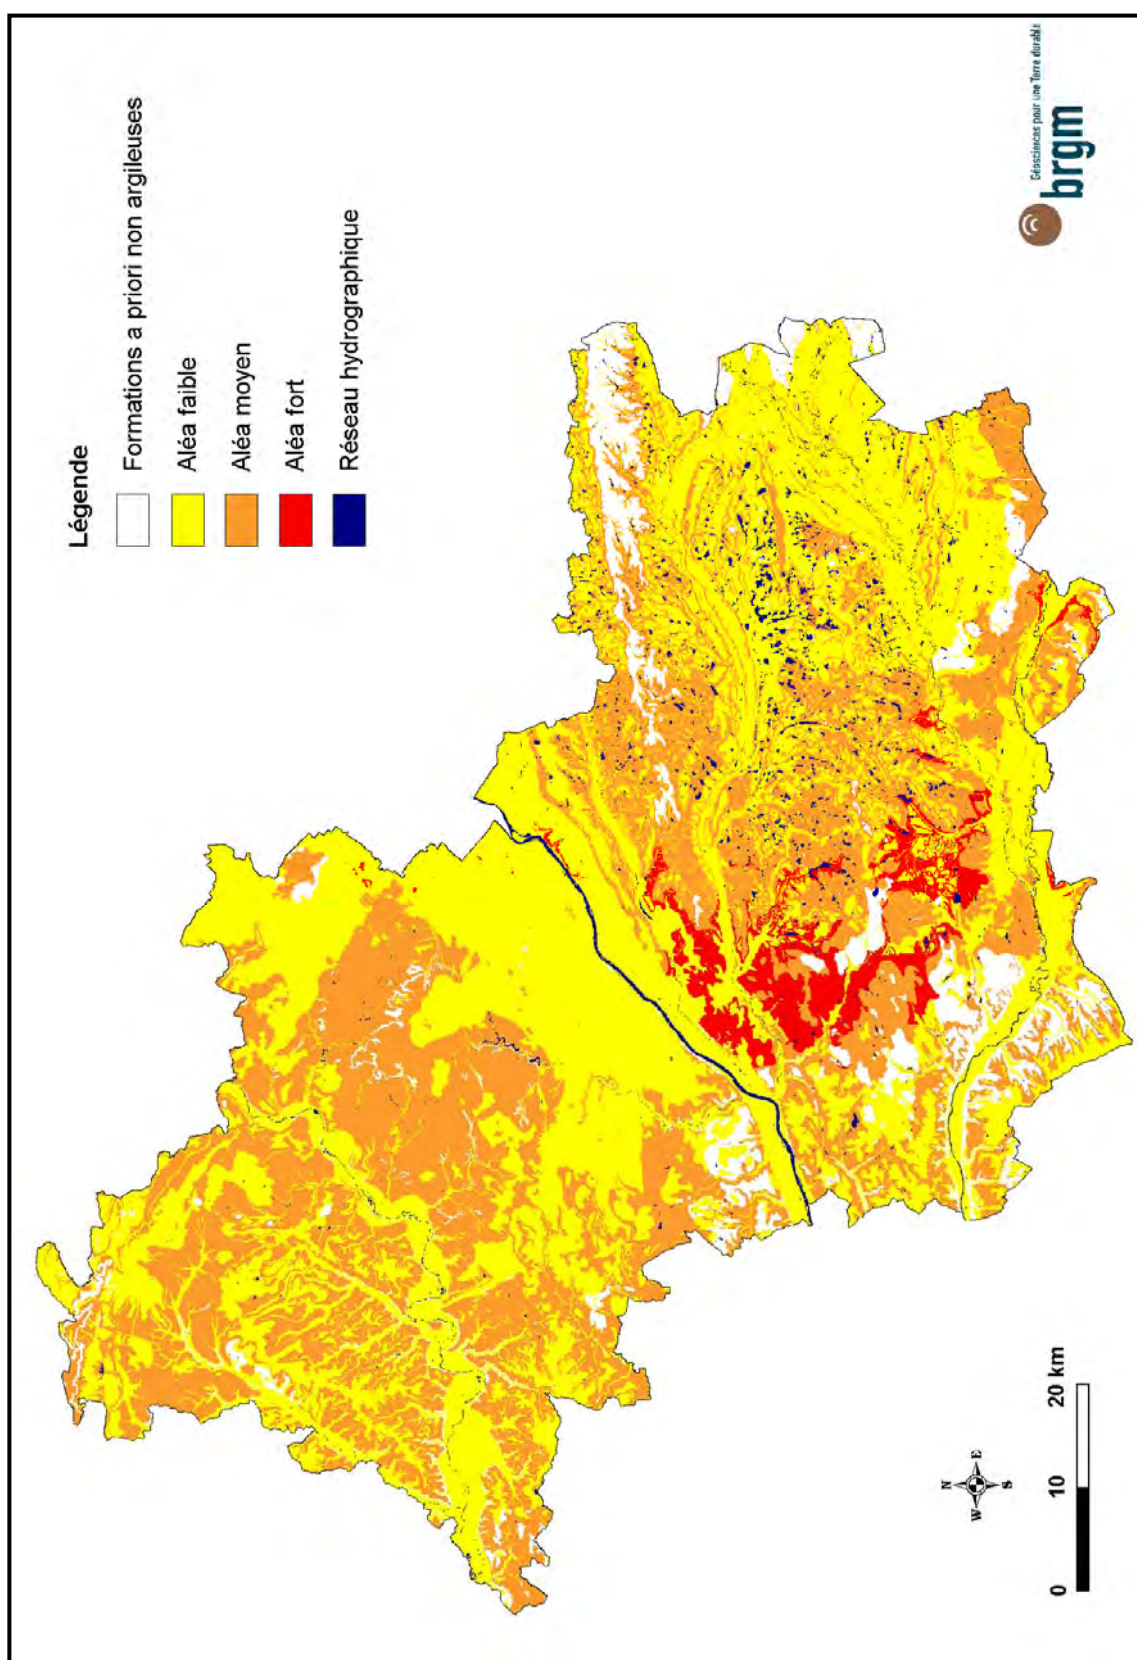 Légende
Formations a priori non argileuses
Aléa faible
Aléa moyen
Aléa fort
Réseau hydrographique
Géosciences pour une Terre durable
brgm
N
W E
S
0 10 20 km